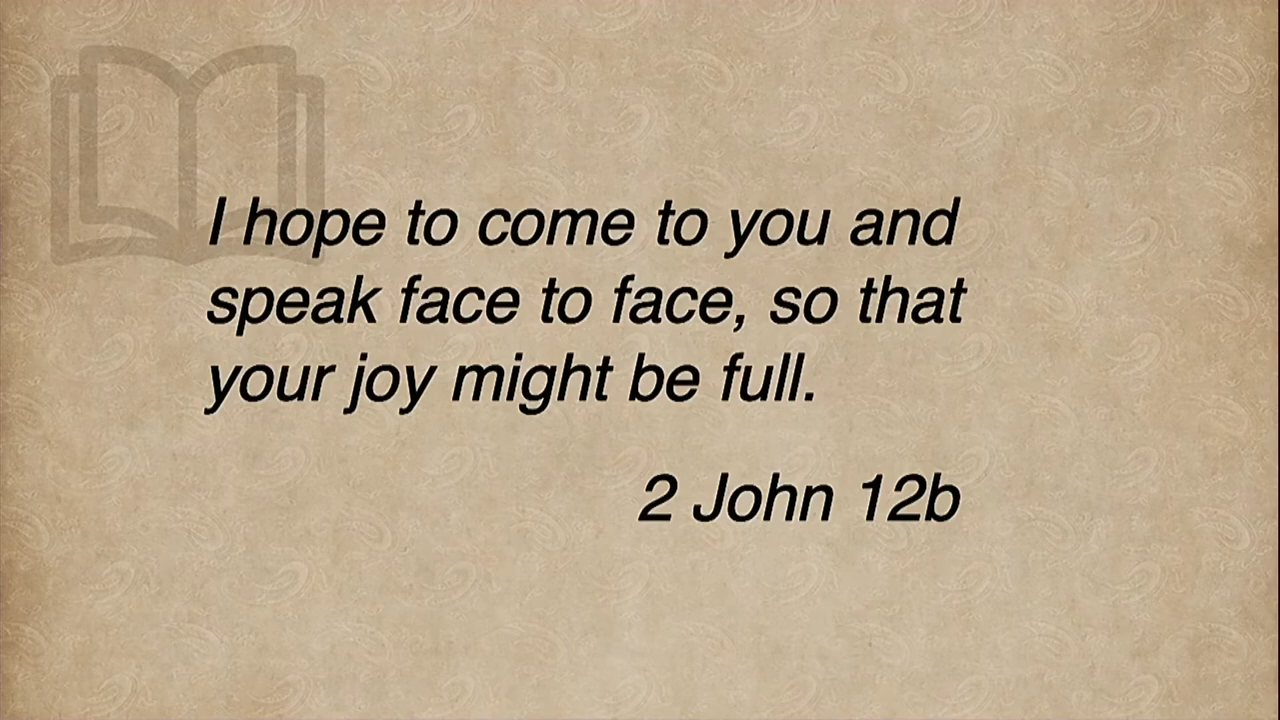 I hope to come to you and
speak face to face, so that
your joy might be full.
2 John 12b